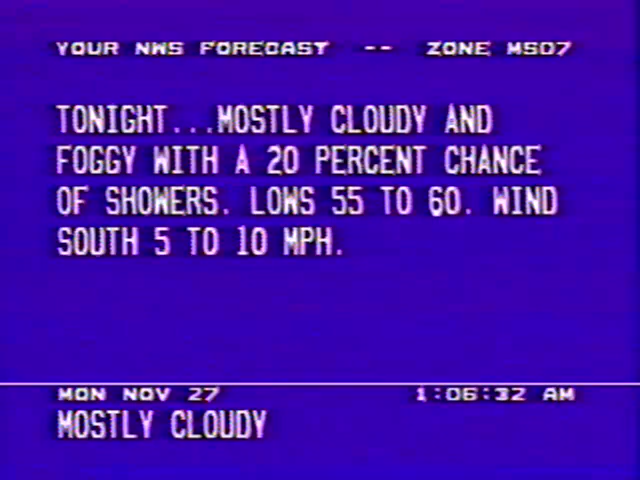 YOUR NWS FORECAST -- ZONE MS07
TONIGHT...MOSTLY CLOUDY AND
FOGGY WITH A 20 PERCENT CHANCE
OF SHOWERS. LOWS 55 TO 60. WIND
SOUTH 5 TO 10 MPH.
MON NOV 27 1:06:32 AM
MOSTLY CLOUDY